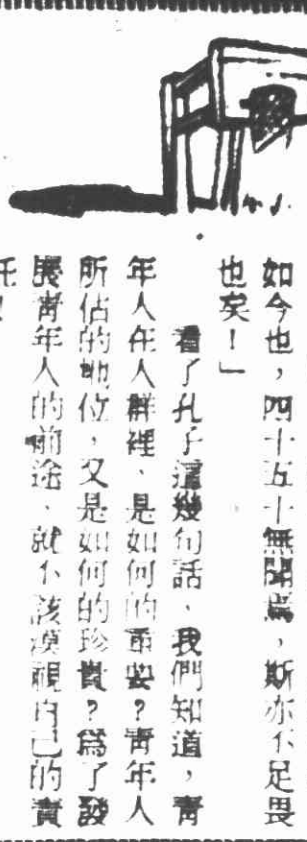 如今也，四十五十無聞焉，斯亦不足畏
也矣！」
看了孔子這幾句話、我們知道，青
年人在人群裡、是如何的重要？青年人
所佔的地位，又是如何的珍貴？爲了發
展青年人的前途、就不該漠視自己的責
任！